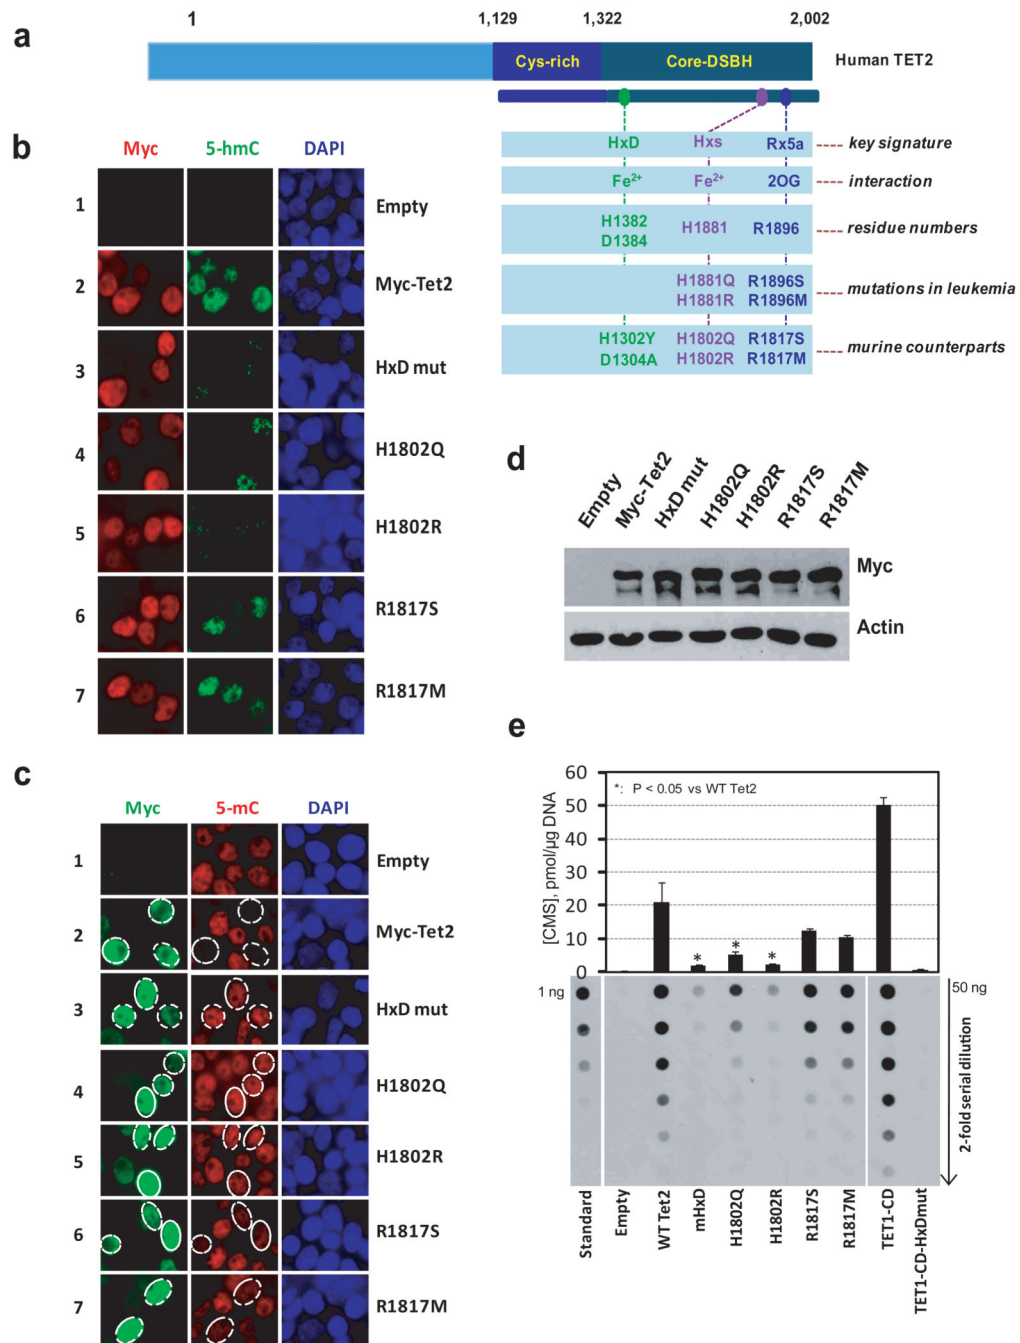 a
1 1,129 1,322 2,002
Cys-rich Core-DSBH Human TET2
HxD Hxs Rx5a key signature
Fe²⁺ Fe²⁺ 2OG interaction
H1382 H1881 R1896 residue numbers
D1384
H1881Q R1896S mutations in leukemia
H1881R R1896M
H1302Y H1802Q R1817S murine counterparts
D1304A H1802R R1817M
b
Myc 5-hmC DAPI
1 Empty
2 Myc-Tet2
3 HxD mut
4 H1802Q
5 H1802R
6 R1817S
7 R1817M
c
Myc 5-mC DAPI
1 Empty
2 Myc-Tet2
3 HxD mut
4 H1802Q
5 H1802R
6 R1817S
7 R1817M
d
Empty Myc-Tet2 HxD mut H1802Q H1802R R1817S R1817M
Myc
Actin
e
[CMS], pmol/µg DNA
60
50
40
30
20
10
0
*: P < 0.05 vs WT Tet2
* * *
1 ng 50 ng
2-fold serial dilution
Standard Empty WT Tet2 mHxD H1802Q H1802R R1817S R1817M TET1-CD TET1-CD-HxDmut